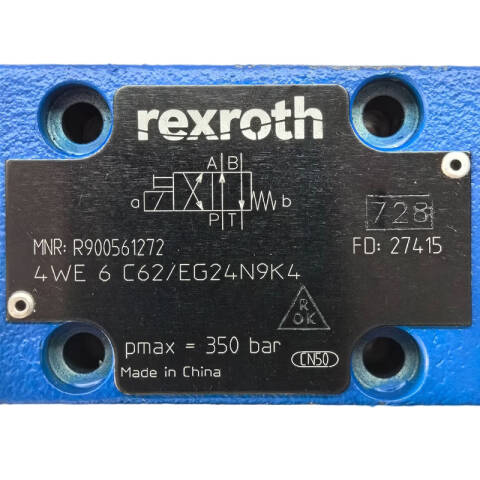 rexroth
A B
a b
P T
728
MNR: R900561272 FD: 27415
4WE 6 C62/EG24N9K4
R
OK
pmax = 350 bar
CN50
Made in China